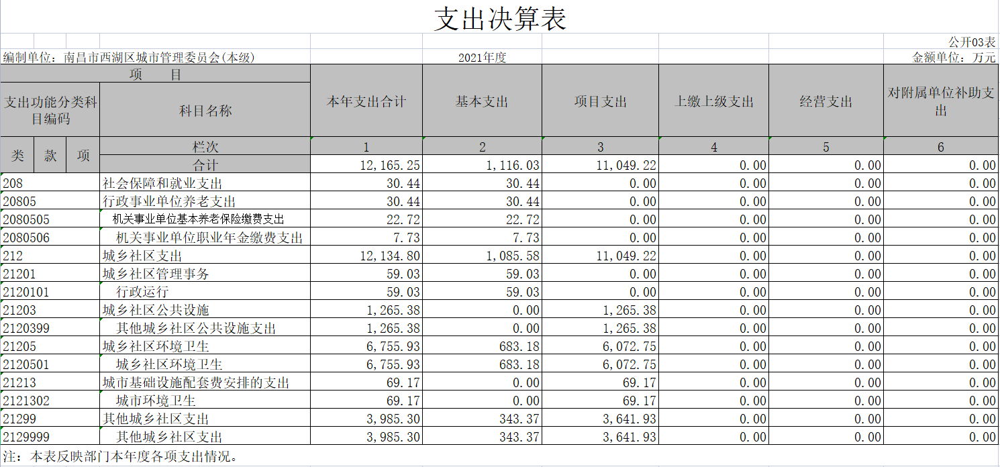 支出决算表
公开03表
编制单位：南昌市西湖区城市管理委员会(本级) 2021年度 金额单位：万元
项 目
支出功能分类科目编码 科目名称 本年支出合计 基本支出 项目支出 上缴上级支出 经营支出 对附属单位补助支出
类 款 项 栏次 1 2 3 4 5 6
合计 12,165.25 1,116.03 11,049.22 0.00 0.00 0.00
208 社会保障和就业支出 30.44 30.44 0.00 0.00 0.00 0.00
20805 行政事业单位养老支出 30.44 30.44 0.00 0.00 0.00 0.00
2080505 机关事业单位基本养老保险缴费支出 22.72 22.72 0.00 0.00 0.00 0.00
2080506 机关事业单位职业年金缴费支出 7.73 7.73 0.00 0.00 0.00 0.00
212 城乡社区支出 12,134.80 1,085.58 11,049.22 0.00 0.00 0.00
21201 城乡社区管理事务 59.03 59.03 0.00 0.00 0.00 0.00
2120101 行政运行 59.03 59.03 0.00 0.00 0.00 0.00
21203 城乡社区公共设施 1,265.38 0.00 1,265.38 0.00 0.00 0.00
2120399 其他城乡社区公共设施支出 1,265.38 0.00 1,265.38 0.00 0.00 0.00
21205 城乡社区环境卫生 6,755.93 683.18 6,072.75 0.00 0.00 0.00
2120501 城乡社区环境卫生 6,755.93 683.18 6,072.75 0.00 0.00 0.00
21213 城市基础设施配套费安排的支出 69.17 0.00 69.17 0.00 0.00 0.00
2121302 城市环境卫生 69.17 0.00 69.17 0.00 0.00 0.00
21299 其他城乡社区支出 3,985.30 343.37 3,641.93 0.00 0.00 0.00
2129999 其他城乡社区支出 3,985.30 343.37 3,641.93 0.00 0.00 0.00
注：本表反映部门本年度各项支出情况。